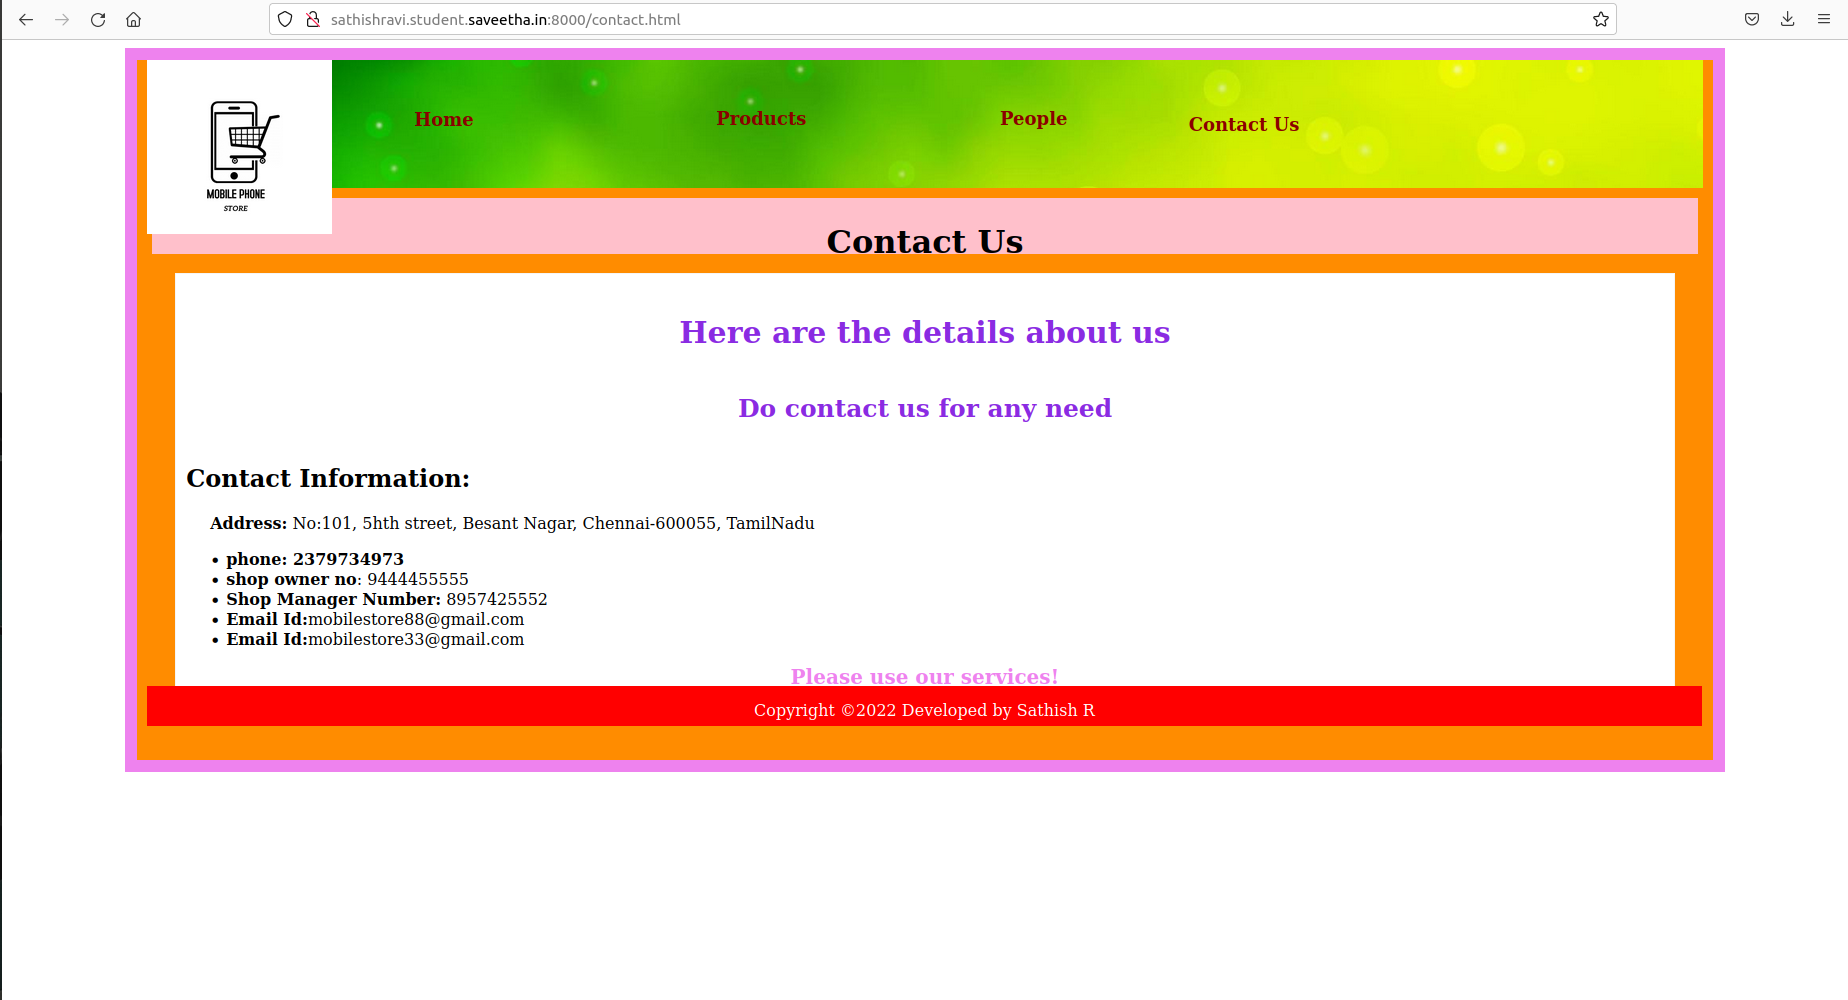 sathishravi.student.saveetha.in:8000/contact.html
MOBILE PHONE
STORE
Home Products People Contact Us
Contact Us
Here are the details about us
Do contact us for any need
Contact Information:
Address: No:101, 5hth street, Besant Nagar, Chennai-600055, TamilNadu
• phone: 2379734973
• shop owner no: 9444455555
• Shop Manager Number: 8957425552
• Email Id:mobilestore88@gmail.com
• Email Id:mobilestore33@gmail.com
Please use our services!
Copyright ©2022 Developed by Sathish R